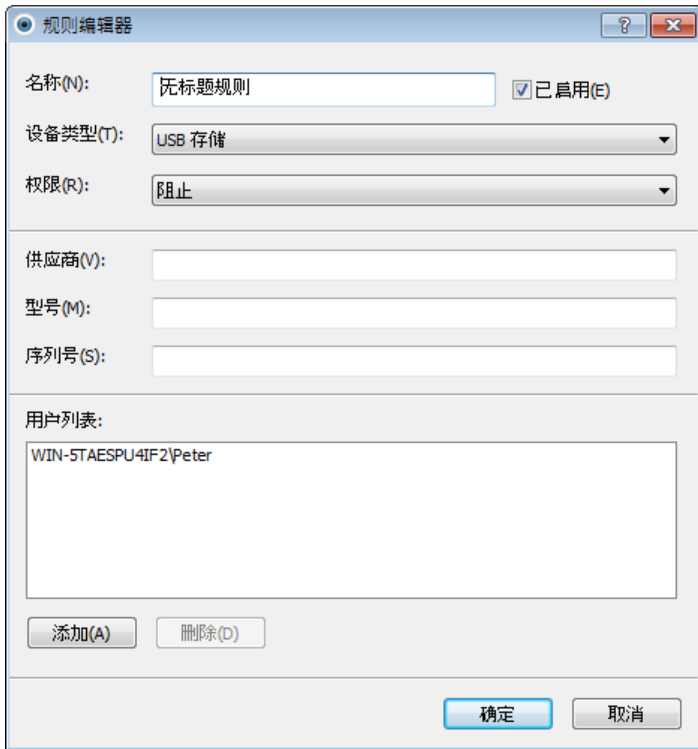 规则编辑器
名称(N): 无标题规则 已启用(E)
设备类型(T): USB 存储
权限(R): 阻止
供应商(V):
型号(M):
序列号(S):
用户列表:
WIN-5TAESPU4IF2\Peter
添加(A) 删除(D)
确定 取消